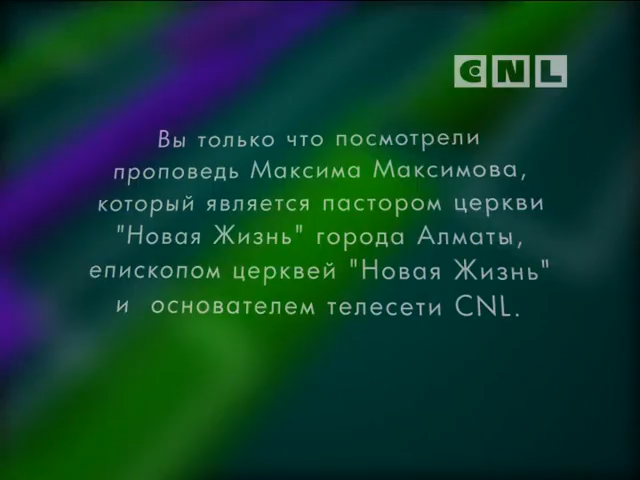 CNL
Вы только что посмотрели
проповедь Максима Максимова,
который является пастором церкви
"Новая Жизнь" города Алматы,
епископом церквей "Новая Жизнь"
и основателем телесети CNL.